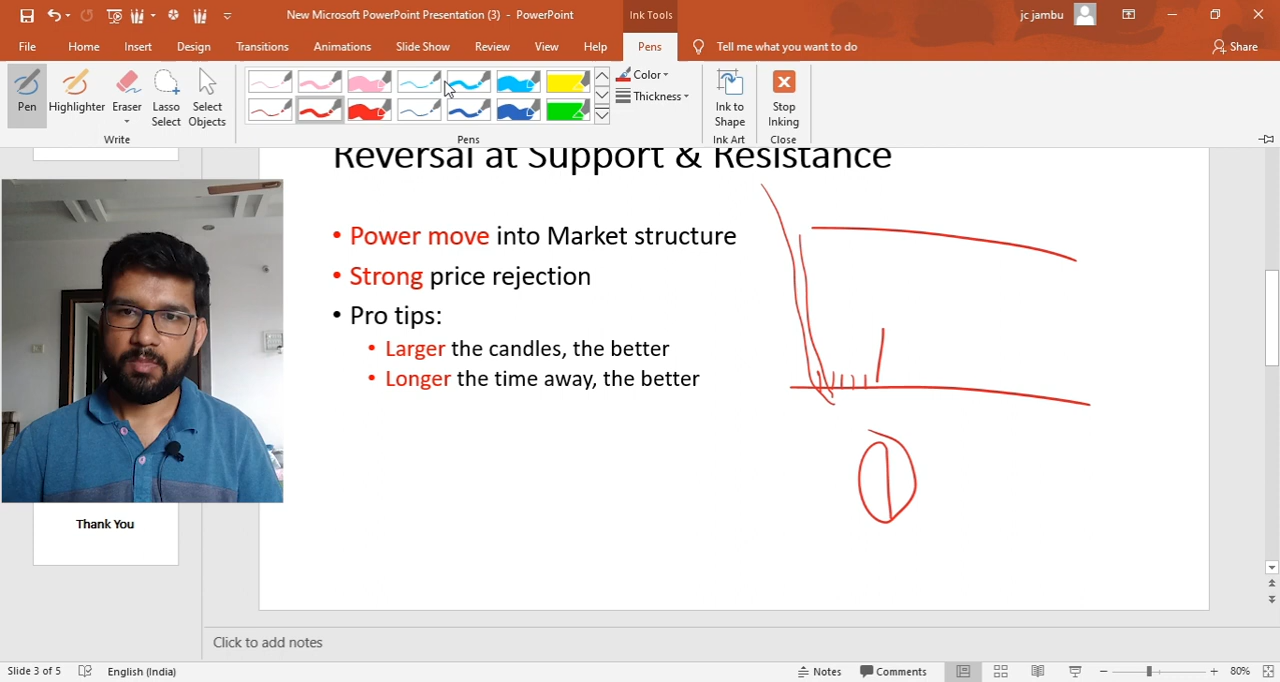 New Microsoft PowerPoint Presentation (3) - PowerPoint
Ink Tools
jc jambu
File Home Insert Design Transitions Animations Slide Show Review View Help Pens Tell me what you want to do Share
Pen
Highlighter
Eraser
Lasso Select
Select Objects
Color
Thickness
Ink to Shape
Stop Inking
Write
Pens
Ink Art
Close
Reversal at Support & Resistance
• Power move into Market structure
• Strong price rejection
• Pro tips:
• Larger the candles, the better
• Longer the time away, the better
Thank You
Click to add notes
Slide 3 of 5 English (India) Notes Comments 80%